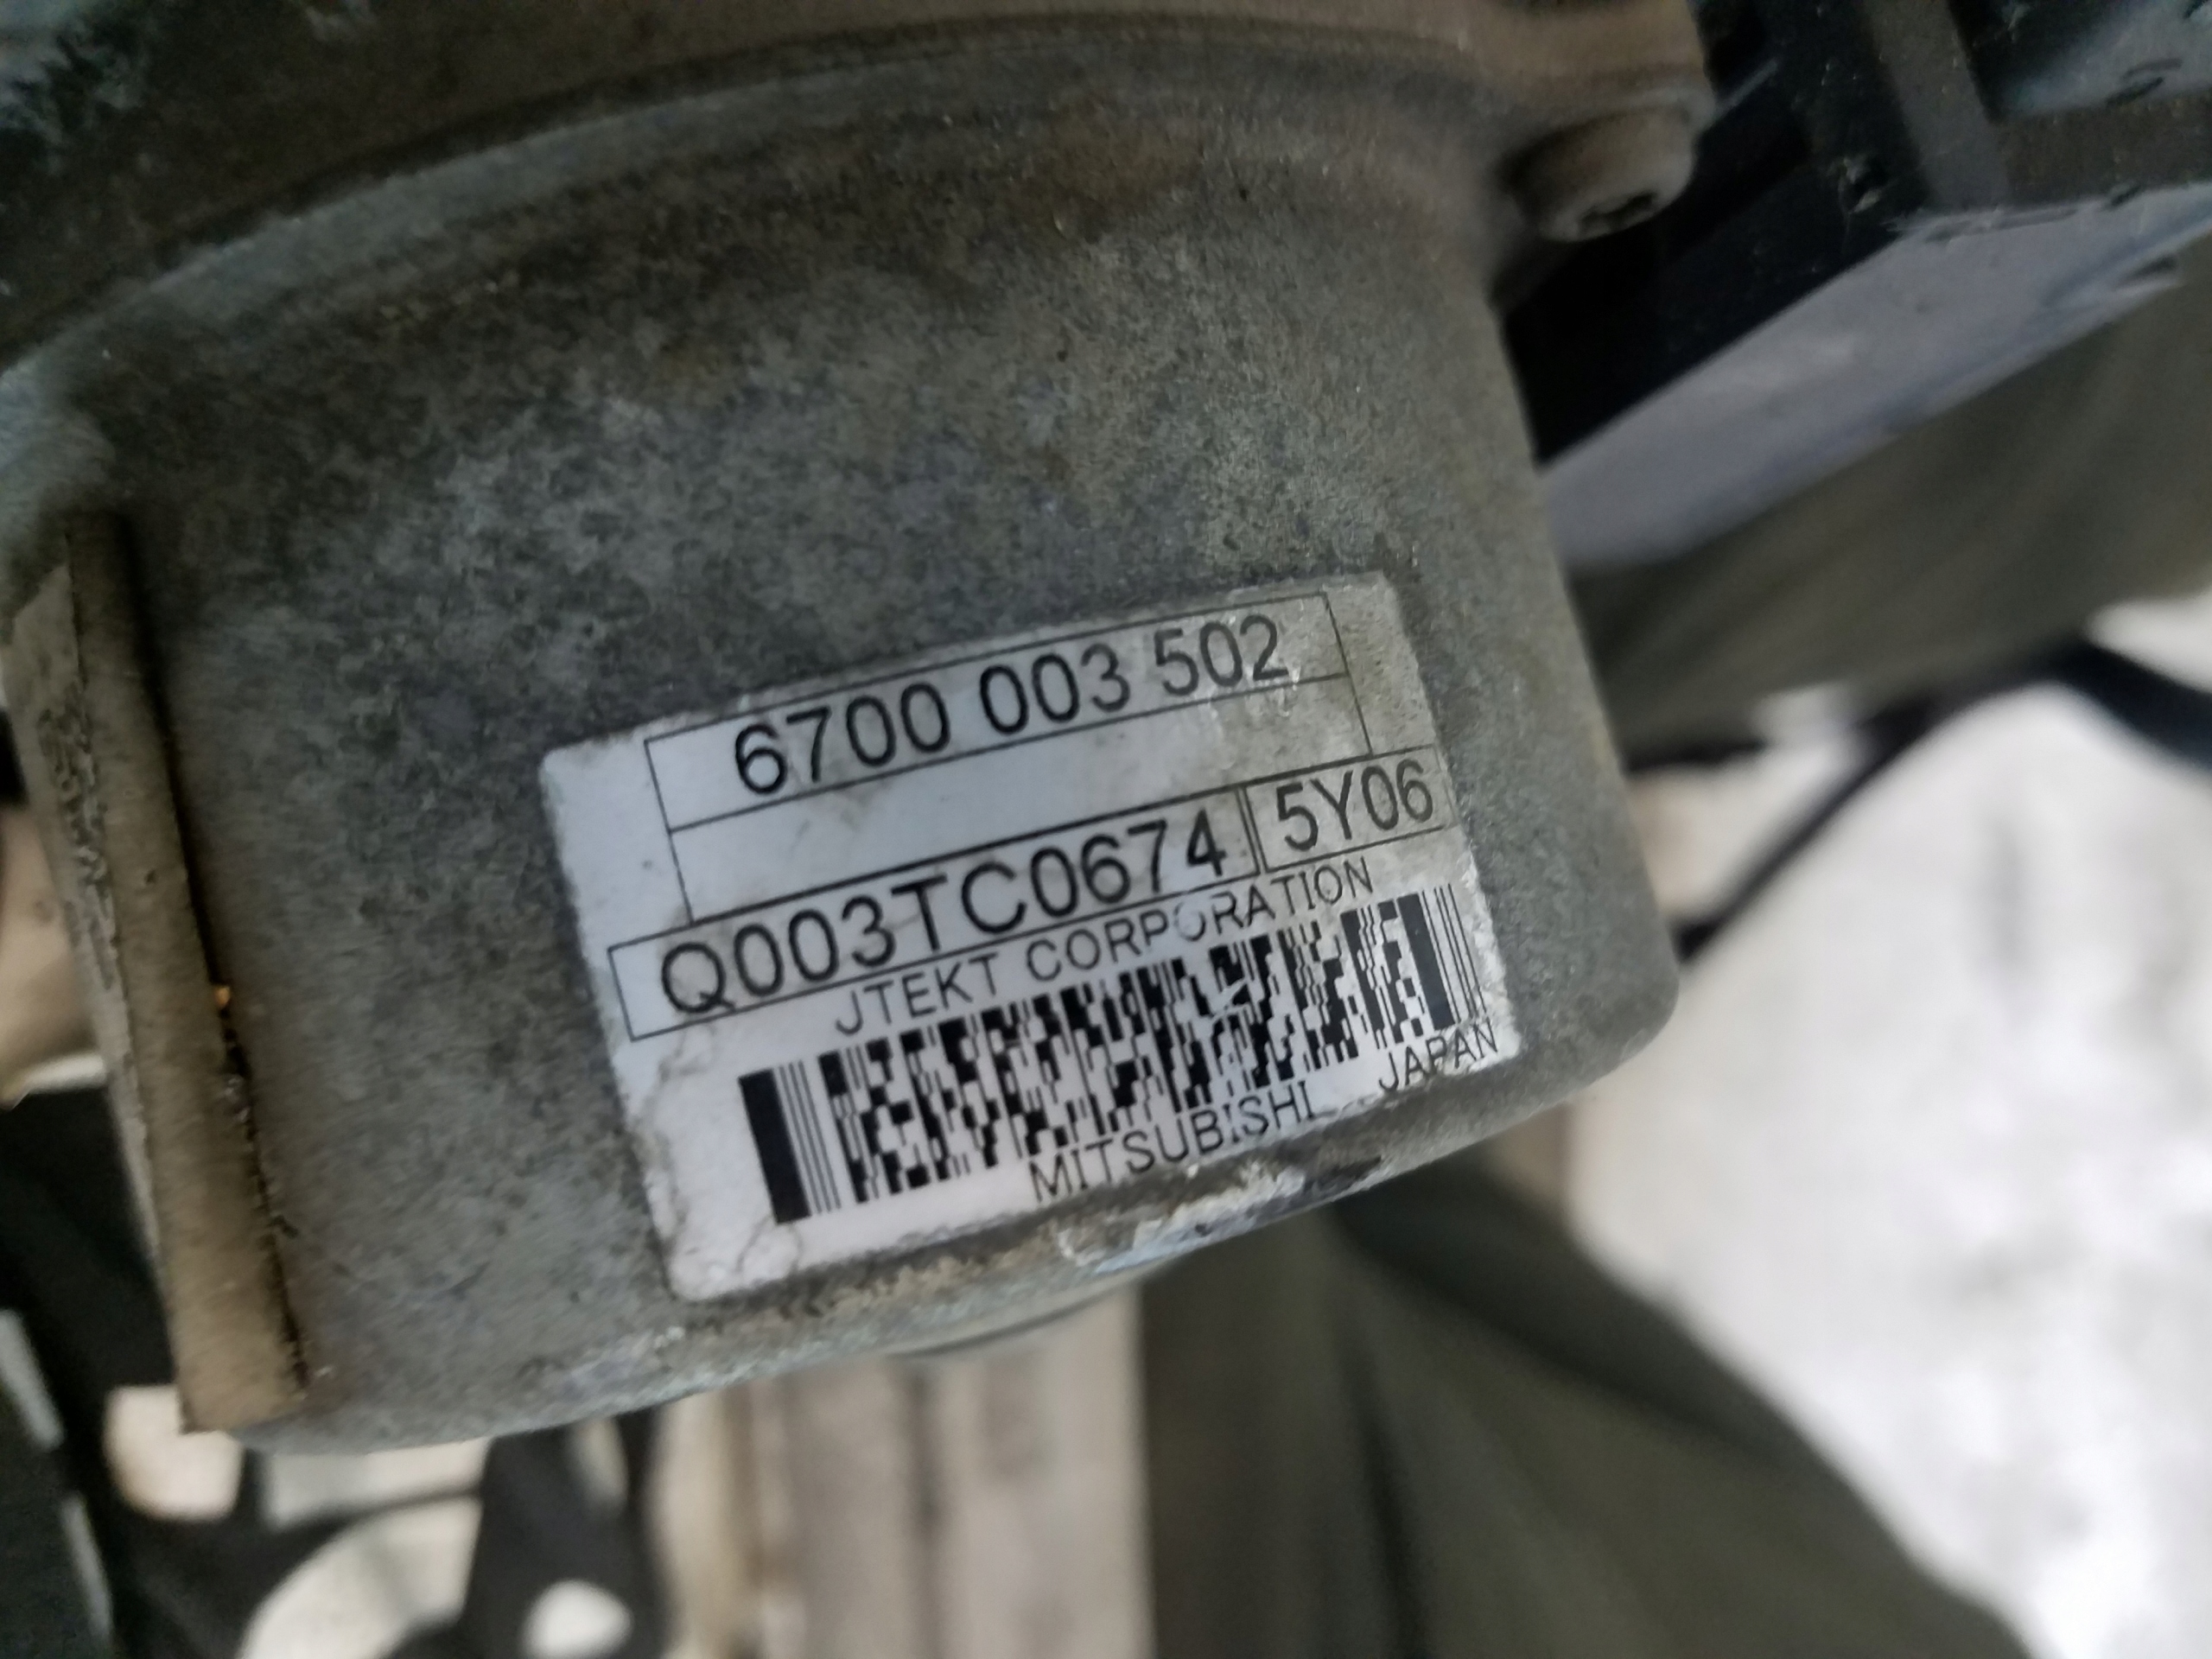 6700 003 502
Q003TC0674 5Y06
JTEKT CORPORATION
MITSUBISHI JAPAN